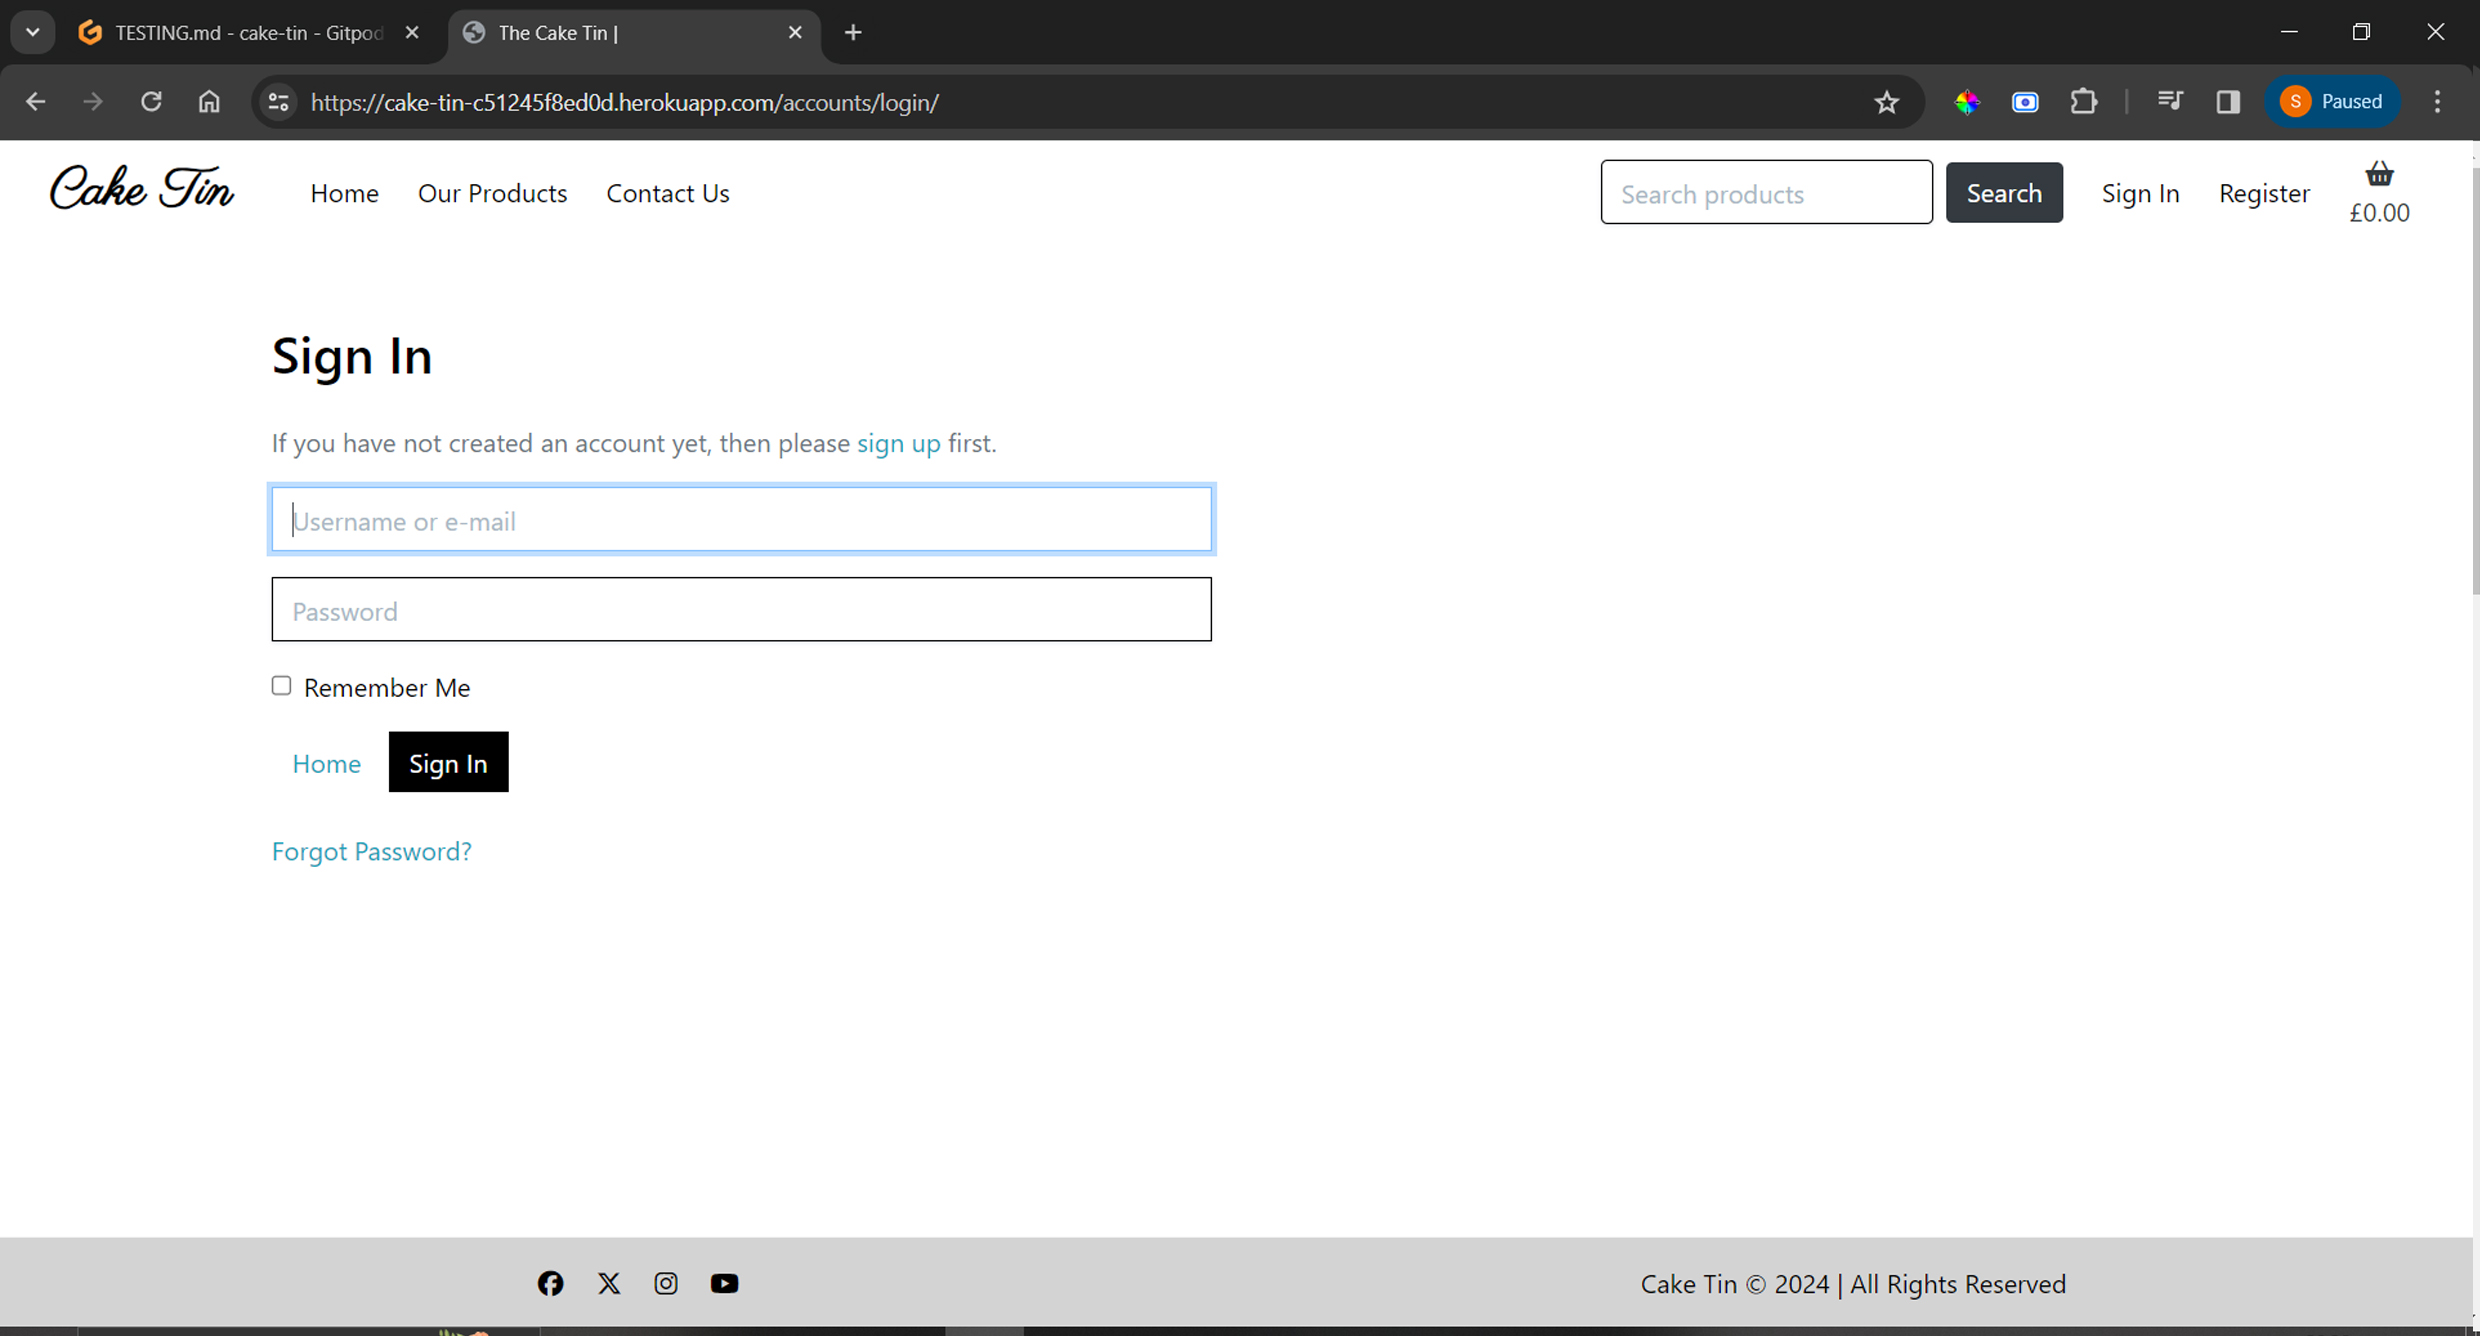 TESTING.md - cake-tin - Gitpod
The Cake Tin |
https://cake-tin-c51245f8ed0d.herokuapp.com/accounts/login/
S Paused
Cake Tin Home Our Products Contact Us Search products Search Sign In Register
£0.00
Sign In
If you have not created an account yet, then please sign up first.
Username or e-mail
Password
Remember Me
Home Sign In
Forgot Password?
Cake Tin © 2024 | All Rights Reserved